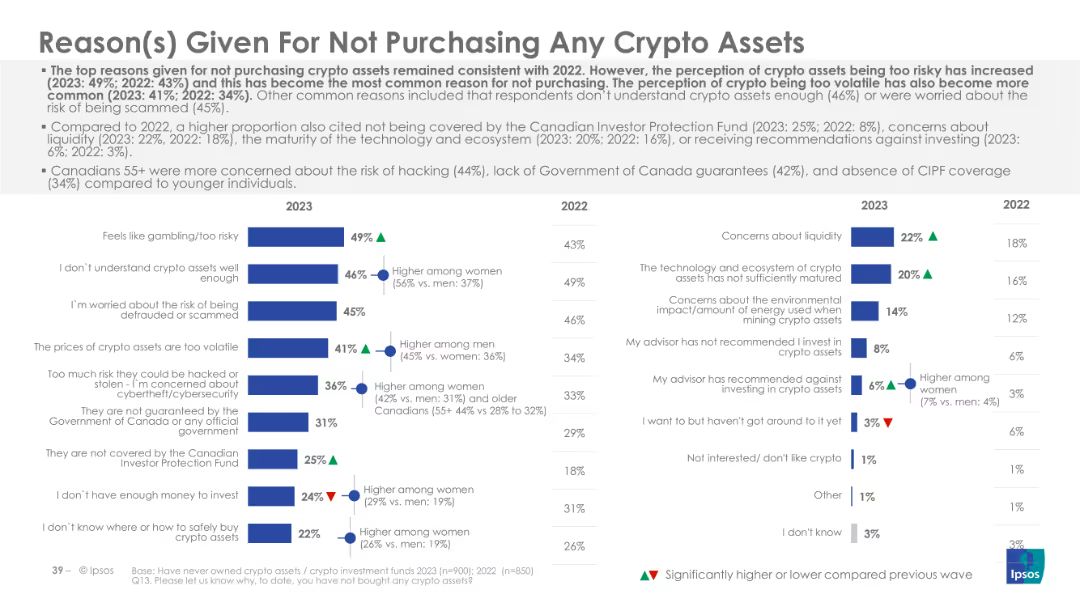 Reason(s) Given For Not Purchasing Any Crypto Assets
▪ The top reasons given for not purchasing crypto assets remained consistent with 2022. However, the perception of crypto assets being too risky has increased
(2023: 49%; 2022: 43%) and this has become the most common reason for not purchasing. The perception of crypto being too volatile has also become more
common (2023: 41%; 2022: 34%). Other common reasons included that respondents don't understand crypto assets enough (46%) or were worried about the
risk of being scammed (45%).
▪ Compared to 2022, a higher proportion also cited not being covered by the Canadian Investor Protection Fund (2023: 25%; 2022: 8%), concerns about
liquidity (2023: 22%, 2022: 18%), the maturity of the technology and ecosystem (2023: 20%; 2022: 16%), or receiving recommendations against investing (2023:
6%; 2022: 3%).
▪ Canadians 55+ were more concerned about the risk of hacking (44%), lack of Government of Canada guarantees (42%), and absence of CIPF coverage
(34%) compared to younger individuals.
2023 2022
Feels like gambling/too risky 49% ▲ 43%
I don`t understand crypto assets well
enough 46% 49%
Higher among women
(56% vs. men: 37%)
I`m worried about the risk of being
defrauded or scammed 45% 46%
The prices of crypto assets are too volatile 41% ▲ 34%
Higher among men
(45% vs. women: 36%)
Too much risk they could be hacked or
stolen - I`m concerned about
cybertheft/cybersecurity 36% 33%
Higher among women
(42% vs. men: 31%) and older
Canadians (55+ 44% vs 28% to 32%)
They are not guaranteed by the
Government of Canada or any official
government 31% 29%
They are not covered by the Canadian
Investor Protection Fund 25% ▲ 18%
I don`t have enough money to invest 24% ▼ 31%
Higher among women
(29% vs. men: 19%)
I don`t know where or how to safely buy
crypto assets 22% 26%
Higher among women
(26% vs. men: 19%)
2023 2022
Concerns about liquidity 22% ▲ 18%
The technology and ecosystem of crypto
assets has not sufficiently matured 20% ▲ 16%
Concerns about the environmental
impact/amount of energy used when
mining crypto assets 14% 12%
My advisor has not recommended I invest in
crypto assets 8% 6%
My advisor has recommended against
investing in crypto assets 6% ▲ 3%
Higher among
women
(7% vs. men: 4%)
I want to but haven't got around to it yet 3% ▼ 6%
Not interested/ don't like crypto 1% 1%
Other 1% 1%
I don't know 3% 3%
39 – © Ipsos
Base: Have never owned crypto assets / crypto investment funds 2023 (n=900); 2022 (n=850)
Q13. Please let us know why, to date, you have not bought any crypto assets?
▲▼ Significantly higher or lower compared previous wave
Ipsos